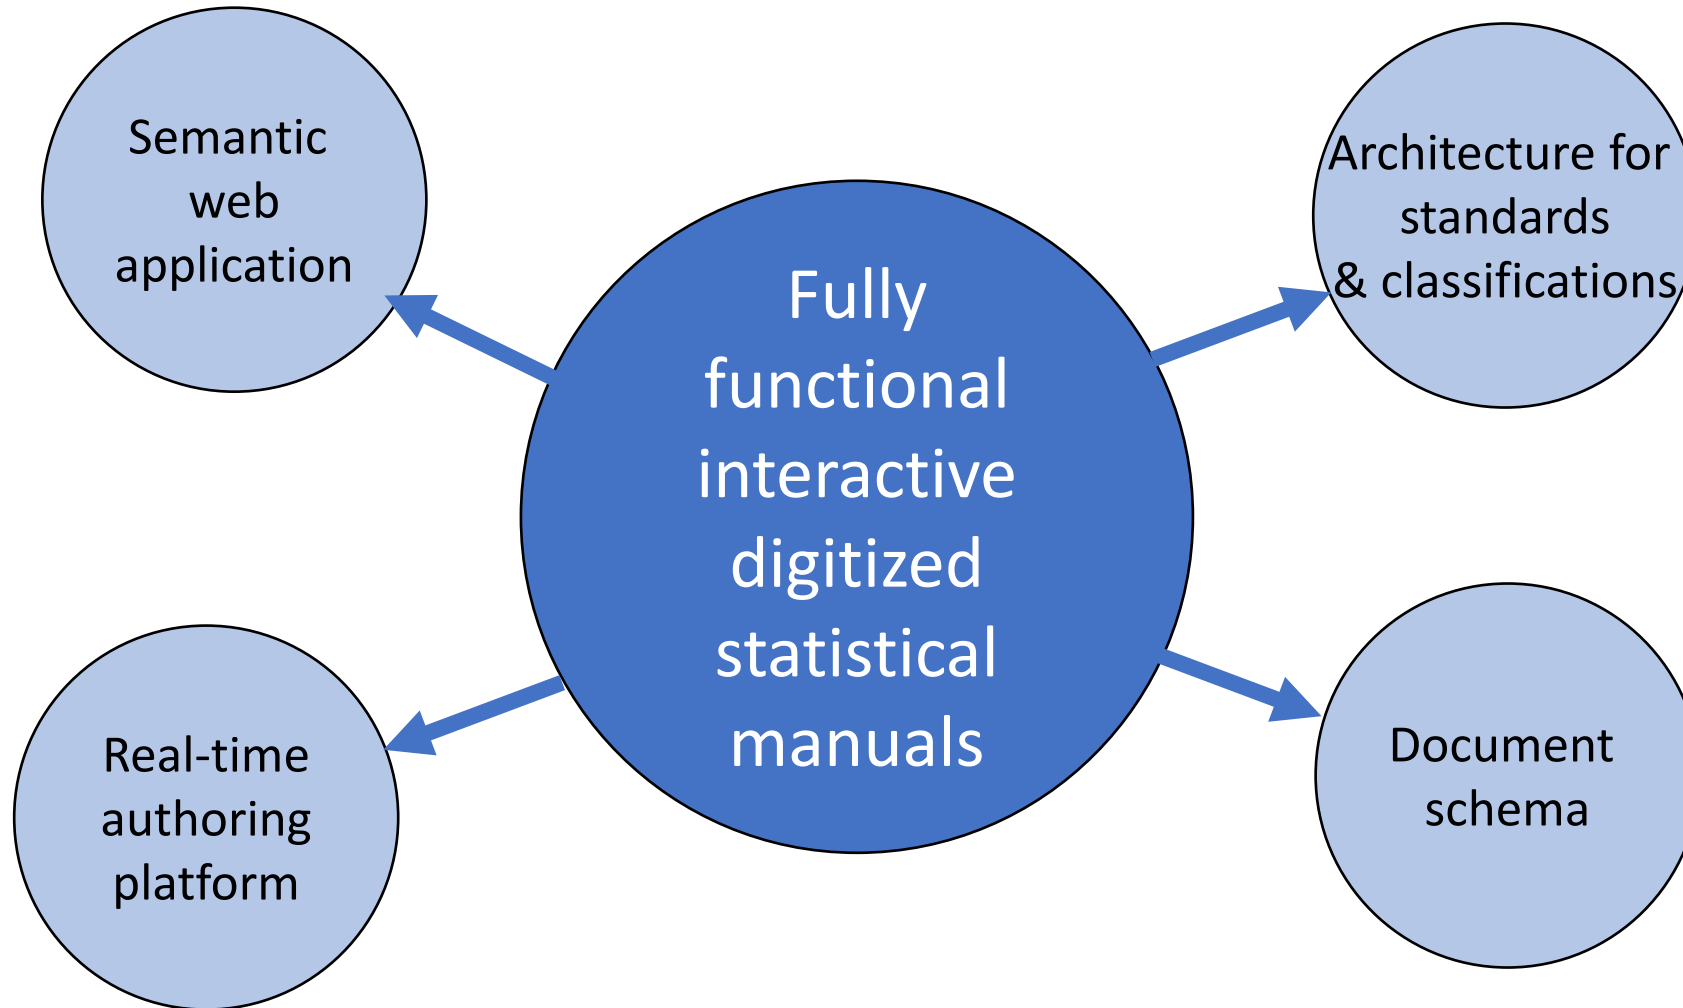 Semantic
web
application
Architecture for
standards
& classifications
Fully
functional
interactive
digitized
statistical
manuals
Real-time
authoring
platform
Document
schema